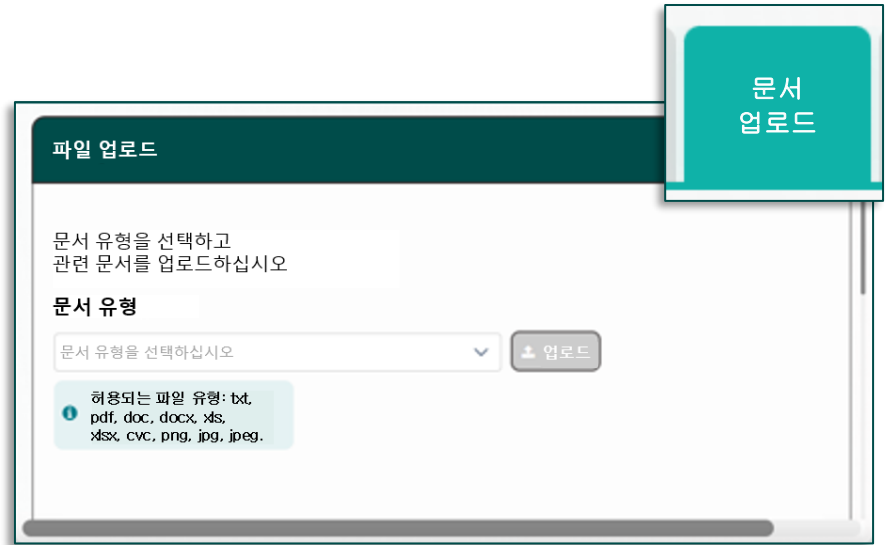 문서
업로드
파일 업로드
문서 유형을 선택하고
관련 문서를 업로드하십시오
문서 유형
문서 유형을 선택하십시오
업로드
허용되는 파일 유형: txt,
pdf, doc, docx, xls,
xlsx, cvc, png, jpg, jpeg.